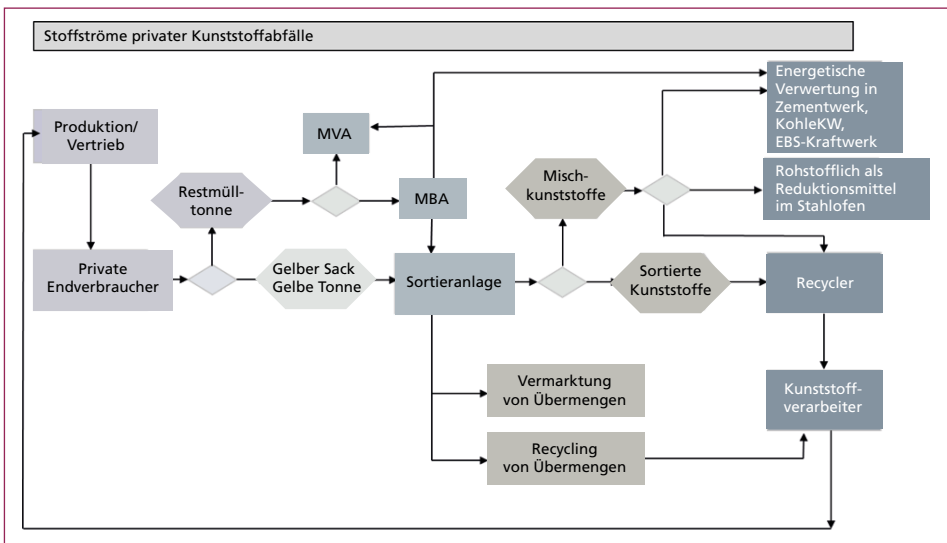 Stoffströme privater Kunststoffabfälle
Energetische
Verwertung in
Zementwerk,
KohleKW,
EBS-Kraftwerk
Produktion/
Vertrieb
MVA
Restmüll-
tonne
MBA
Misch-
kunststoffe
Rohstofflich als
Reduktionsmittel
im Stahlofen
Private
Endverbraucher
Gelber Sack
Gelbe Tonne
Sortieranlage
Sortierte
Kunststoffe
Recycler
Vermarktung
von Übermengen
Kunststoff-
verarbeiter
Recycling
von Übermengen